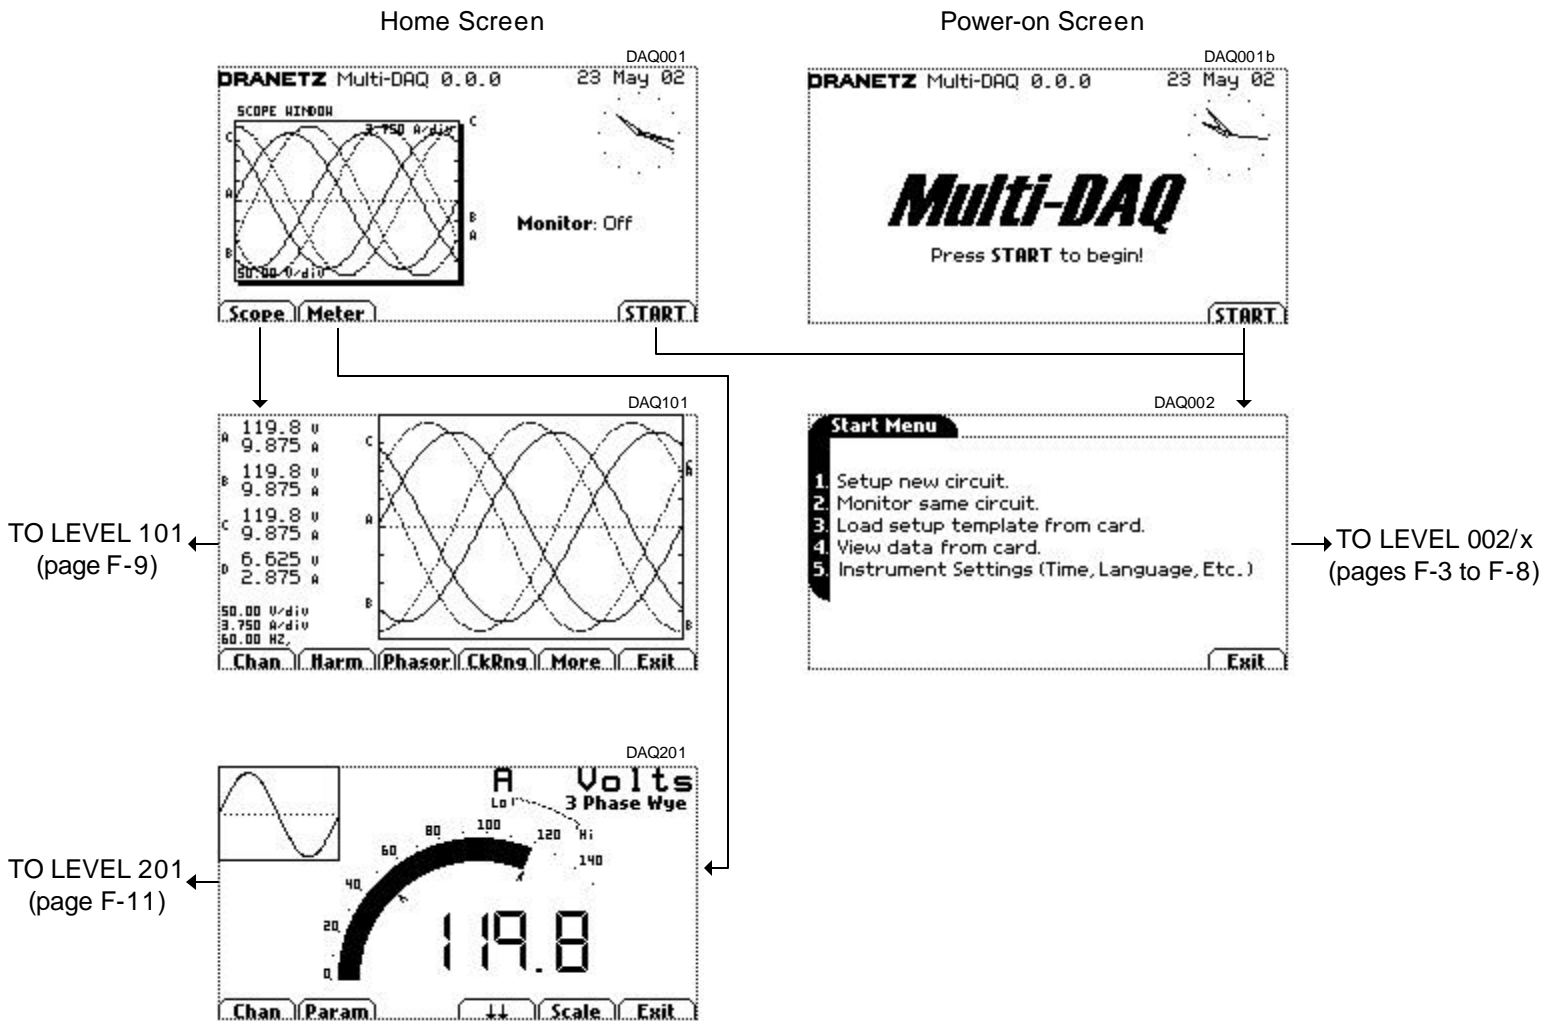 Home Screen
Power-on Screen
DAQ001
DRANETZ Multi-DAQ 0.0.0
23 May 02
SCOPE WINDOW
3.750 A/div
C
C
A
B
B
A
50.00 V/div
Monitor: Off
Scope
Meter
START
DAQ001b
DRANETZ Multi-DAQ 0.0.0
23 May 02
Multi-DAQ
Press START to begin!
START
DAQ101
A 119.8 V
9.875 A
B 119.8 V
9.875 A
C 119.8 V
9.875 A
D 6.625 V
2.875 A
50.00 V/div
3.750 A/div
60.00 HZ,
C
A
B
A
B
Chan
Harm
Phasor
CkRng
More
Exit
TO LEVEL 101
(page F-9)
DAQ002
Start Menu
1. Setup new circuit.
2. Monitor same circuit.
3. Load setup template from card.
4. View data from card.
5. Instrument Settings (Time, Language, Etc.)
Exit
TO LEVEL 002/x
(pages F-3 to F-8)
DAQ201
A Volts
3 Phase Wye
Lo
Hi
0
20
40
60
80
100
120
140
119.8
Chan
Param
↓↓
Scale
Exit
TO LEVEL 201
(page F-11)